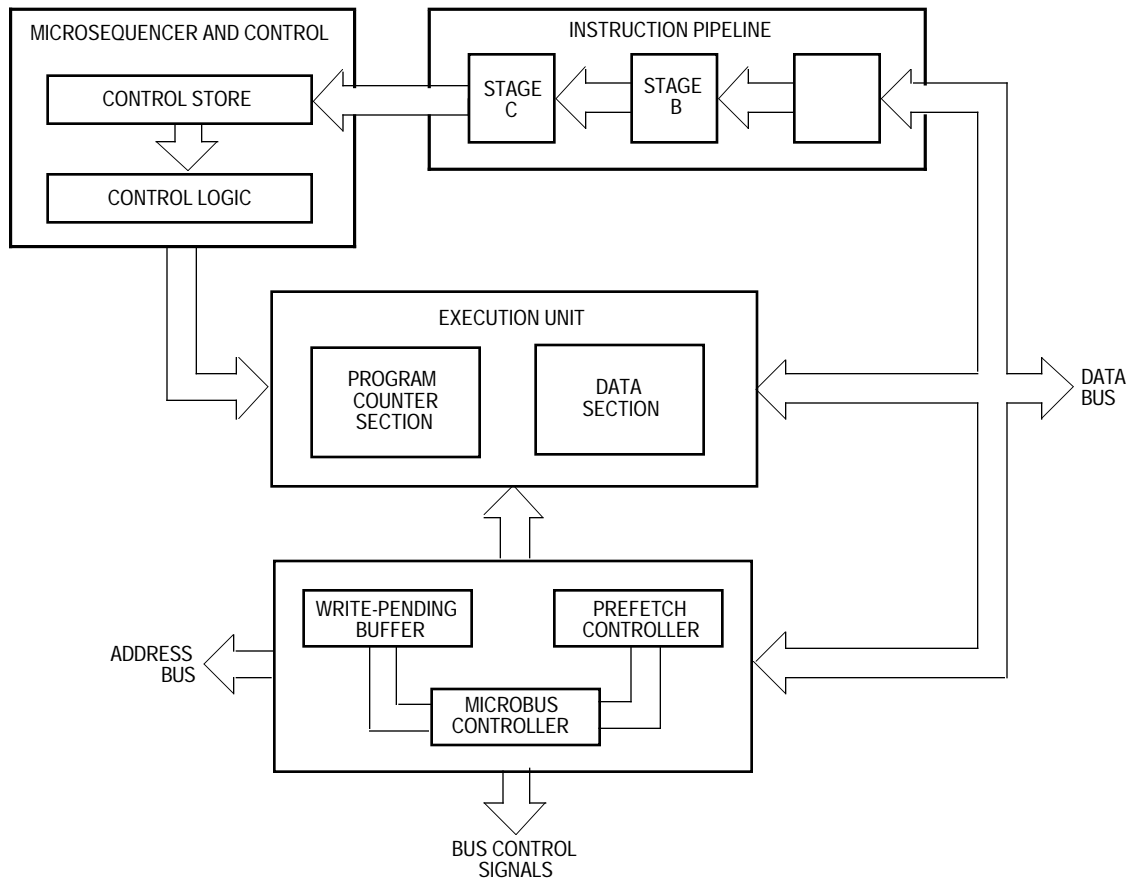 MICROSEQUENCER AND CONTROL
CONTROL STORE
CONTROL LOGIC
INSTRUCTION PIPELINE
STAGE
C
STAGE
B
EXECUTION UNIT
PROGRAM
COUNTER
SECTION
DATA
SECTION
DATA
BUS
WRITE-PENDING
BUFFER
PREFETCH
CONTROLLER
MICROBUS
CONTROLLER
ADDRESS
BUS
BUS CONTROL
SIGNALS